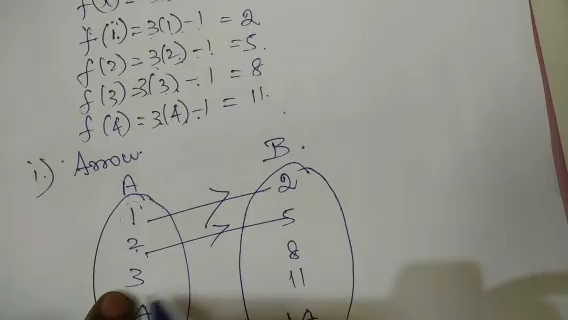 f(1) = 3(1) - 1 = 2
f(2) = 3(2) - 1 = 5.
f(3) = 3(3) - 1 = 8
f(4) = 3(4) - 1 = 11.
i.) Arrow.
A B.
1 2
2 5
3 8
11